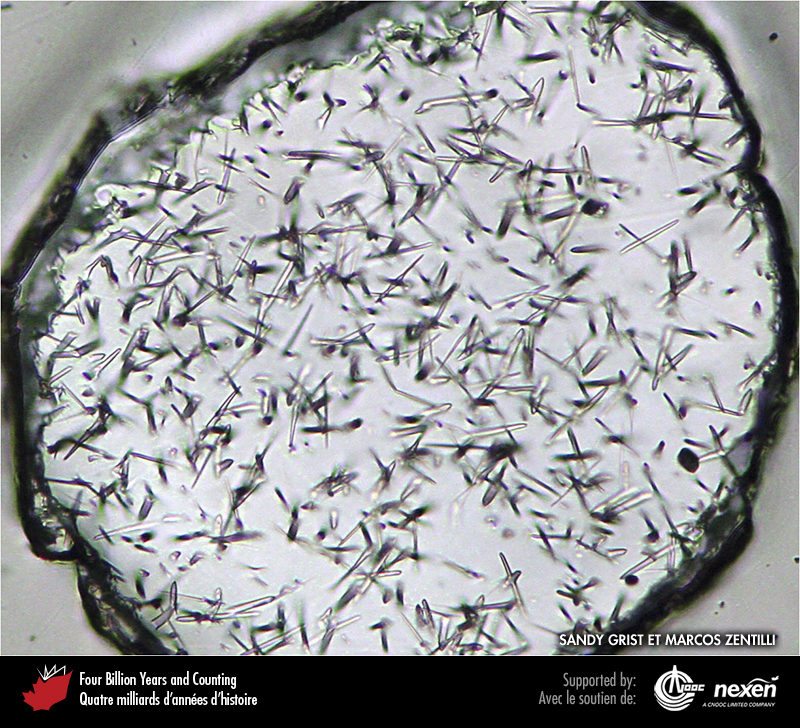 SANDY GRIST ET MARCOS ZENTILLI
Four Billion Years and Counting
Quatre milliards d'années d'histoire
Supported by:
Avec le soutien de:
CNOOC
nexen
A CNOOC LIMITED COMPANY